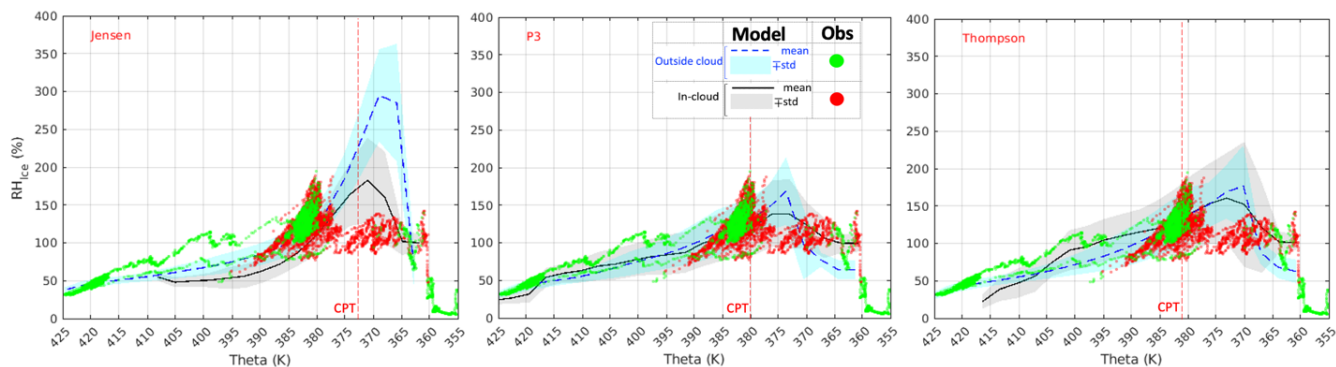 400
350
300
250
200
150
100
50
0
RH_Ice (%)
Jensen
CPT
425 420 415 410 405 400 395 390 385 380 375 370 365 360 355
Theta (K)
400
350
300
250
200
150
100
50
0
P3
Model Obs
Outside cloud mean
∓std
In-cloud mean
∓std
CPT
425 420 415 410 405 400 395 390 385 380 375 370 365 360 355
Theta (K)
400
350
300
250
200
150
100
50
0
Thompson
CPT
425 420 415 410 405 400 395 390 385 380 375 370 365 360 355
Theta (K)